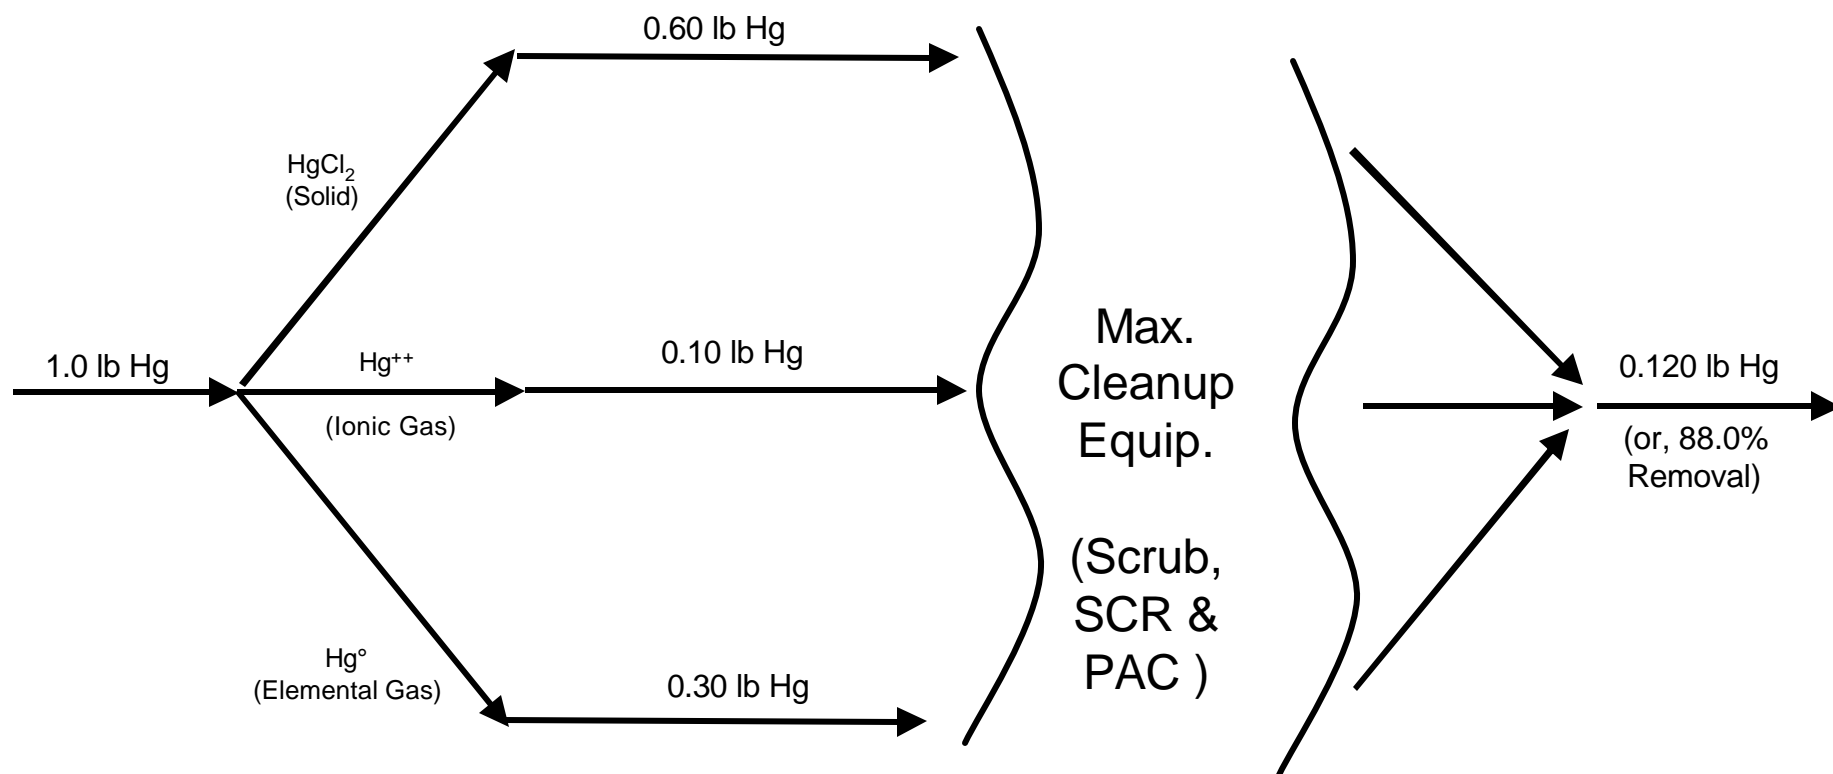 0.60 lb Hg
HgCl₂
(Solid)
1.0 lb Hg
Hg⁺⁺
(Ionic Gas)
0.10 lb Hg
Hg°
(Elemental Gas)
0.30 lb Hg
Max.
Cleanup
Equip.
(Scrub,
SCR &
PAC )
0.120 lb Hg
(or, 88.0%
Removal)